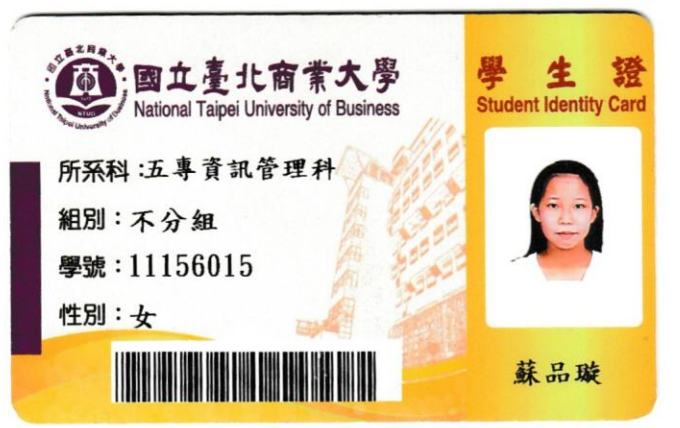 國立臺北商業大學
National Taipei University of Business
學生證
Student Identity Card
所系科:五專資訊管理科
組別:不分組
學號:11156015
性別:女
蘇品璇